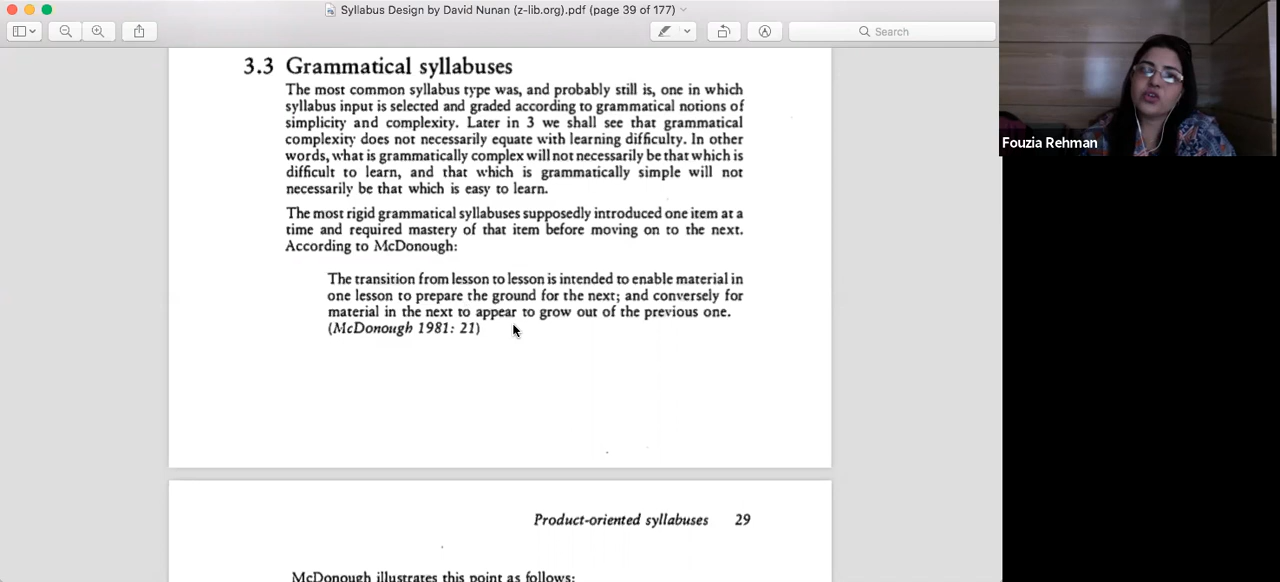 Syllabus Design by David Nunan (z-lib.org).pdf (page 39 of 177)
Search
Fouzia Rehman
3.3 Grammatical syllabuses
The most common syllabus type was, and probably still is, one in which
syllabus input is selected and graded according to grammatical notions of
simplicity and complexity. Later in 3 we shall see that grammatical
complexity does not necessarily equate with learning difficulty. In other
words, what is grammatically complex will not necessarily be that which is
difficult to learn, and that which is grammatically simple will not
necessarily be that which is easy to learn.
The most rigid grammatical syllabuses supposedly introduced one item at a
time and required mastery of that item before moving on to the next.
According to McDonough:
The transition from lesson to lesson is intended to enable material in
one lesson to prepare the ground for the next; and conversely for
material in the next to appear to grow out of the previous one.
(McDonough 1981: 21)
Product-oriented syllabuses 29
McDonough illustrates this point as follows: